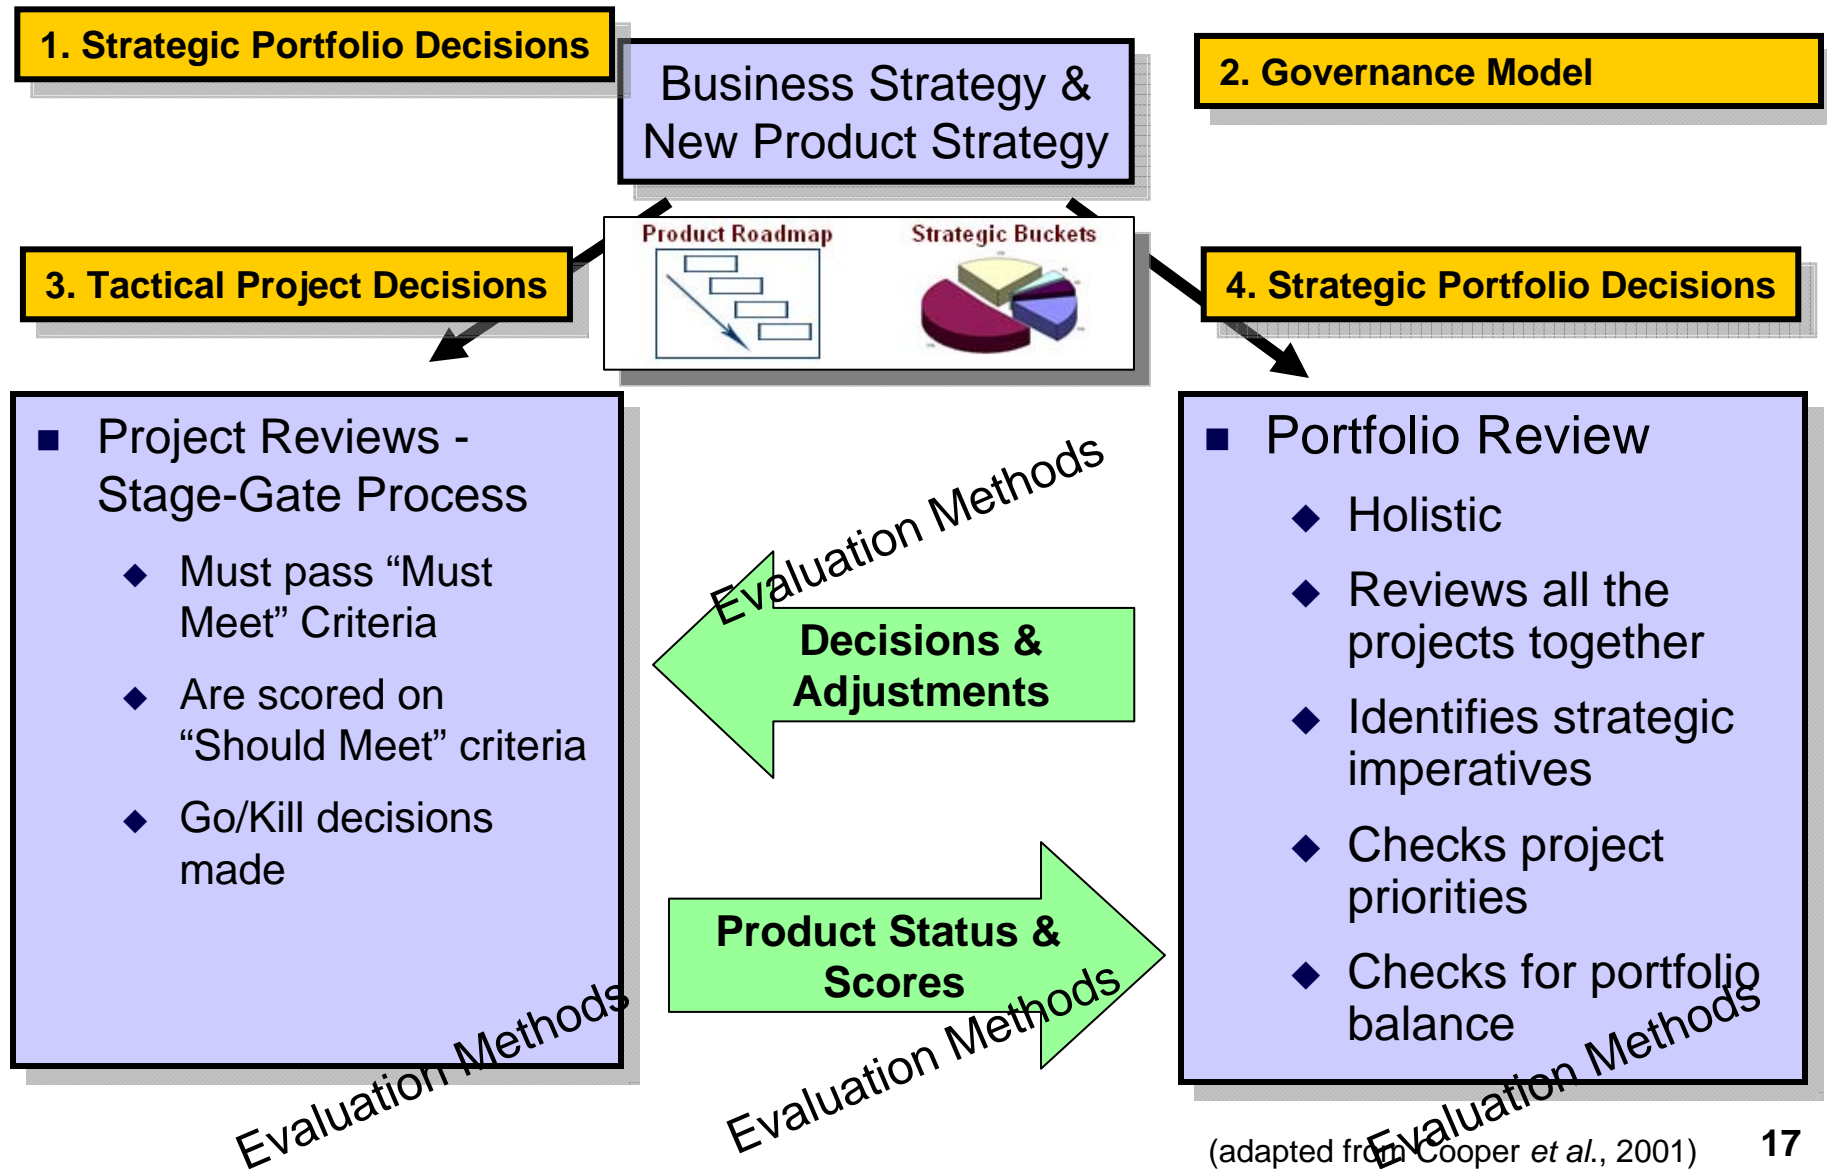 1. Strategic Portfolio Decisions
Business Strategy &
New Product Strategy
2. Governance Model
Product Roadmap
Strategic Buckets
3. Tactical Project Decisions
4. Strategic Portfolio Decisions
Project Reviews -
Stage-Gate Process
Must pass “Must
Meet” Criteria
Are scored on
“Should Meet” criteria
Go/Kill decisions
made
Evaluation Methods
Evaluation Methods
Decisions &
Adjustments
Product Status &
Scores
Evaluation Methods
Portfolio Review
Holistic
Reviews all the
projects together
Identifies strategic
imperatives
Checks project
priorities
Checks for portfolio
balance
Evaluation Methods
(adapted from Cooper et al., 2001)
17